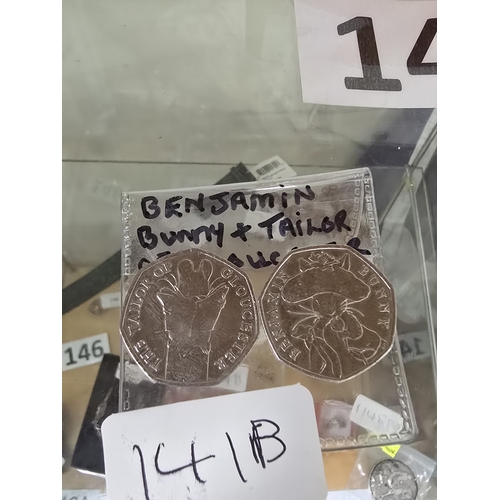 14
BENJAMIN
BUNNY + TAILOR
THE TAILOR OF GLOUCESTER
BENJAMIN BUNNY
146
141B